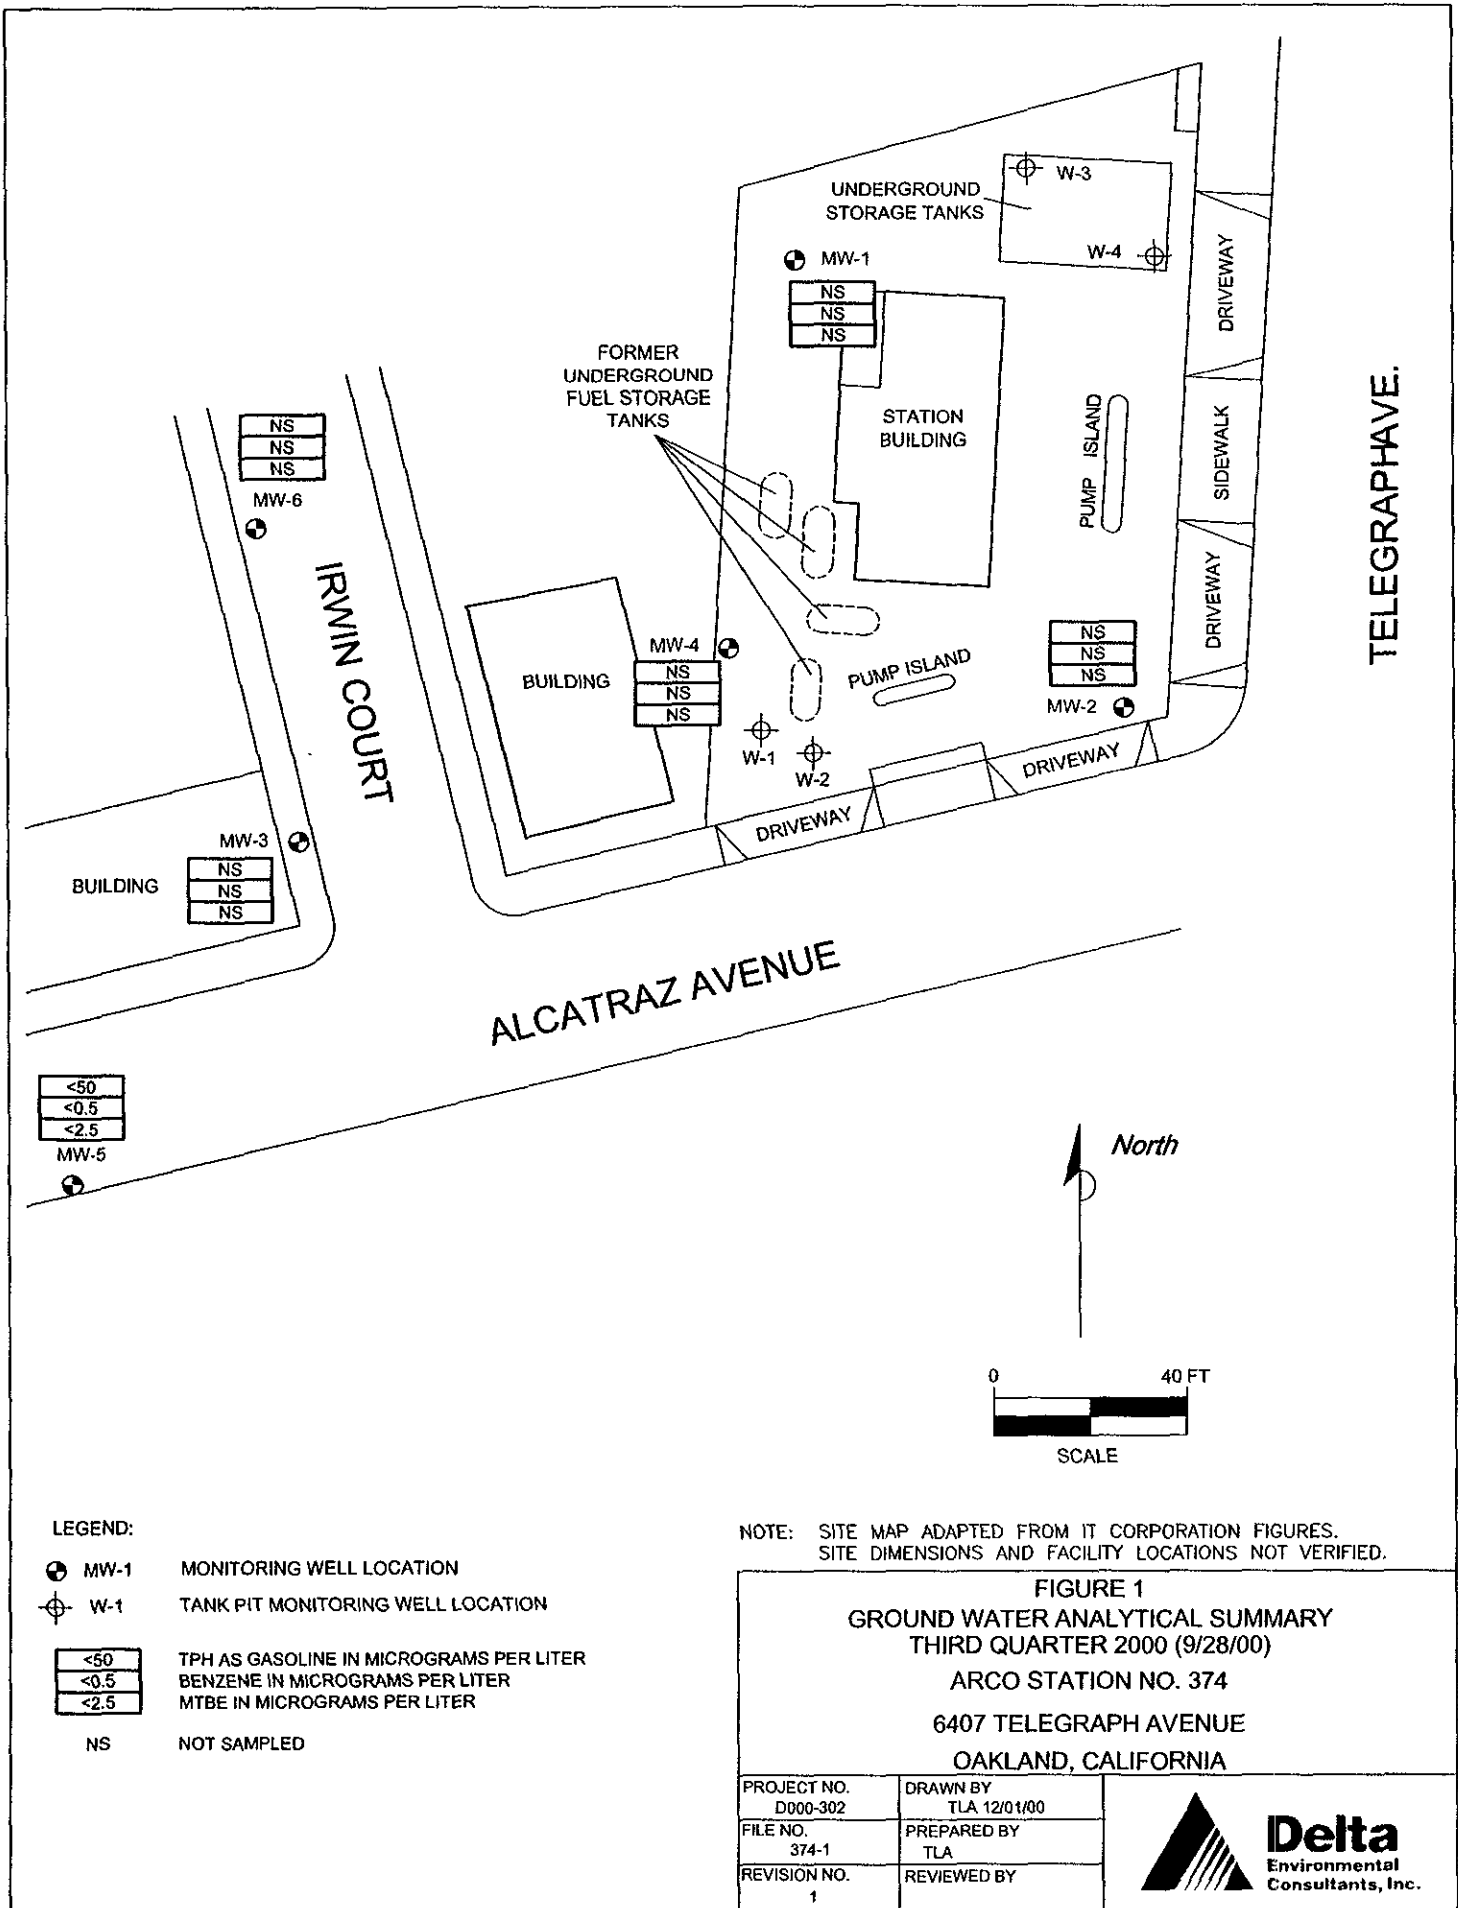 W-3
UNDERGROUND
STORAGE TANKS
W-4
MW-1
NS
NS
NS
DRIVEWAY
FORMER
UNDERGROUND
FUEL STORAGE
TANKS
STATION
BUILDING
PUMP ISLAND
SIDEWALK
TELEGRAPHAVE.
NS
NS
NS
MW-6
IRWIN COURT
DRIVEWAY
MW-4
NS
NS
NS
BUILDING
PUMP ISLAND
NS
NS
NS
MW-2
W-1
W-2
DRIVEWAY
DRIVEWAY
MW-3
NS
NS
NS
BUILDING
ALCATRAZ AVENUE
<50
<0.5
<2.5
MW-5
North
0 40 FT
SCALE
LEGEND:
MW-1 MONITORING WELL LOCATION
W-1 TANK PIT MONITORING WELL LOCATION
<50 TPH AS GASOLINE IN MICROGRAMS PER LITER
<0.5 BENZENE IN MICROGRAMS PER LITER
<2.5 MTBE IN MICROGRAMS PER LITER
NS NOT SAMPLED
NOTE: SITE MAP ADAPTED FROM IT CORPORATION FIGURES.
SITE DIMENSIONS AND FACILITY LOCATIONS NOT VERIFIED.
FIGURE 1
GROUND WATER ANALYTICAL SUMMARY
THIRD QUARTER 2000 (9/28/00)
ARCO STATION NO. 374
6407 TELEGRAPH AVENUE
OAKLAND, CALIFORNIA
PROJECT NO.
D000-302
DRAWN BY
TLA 12/01/00
FILE NO.
374-1
PREPARED BY
TLA
REVISION NO.
1
REVIEWED BY
Delta
Environmental
Consultants, Inc.